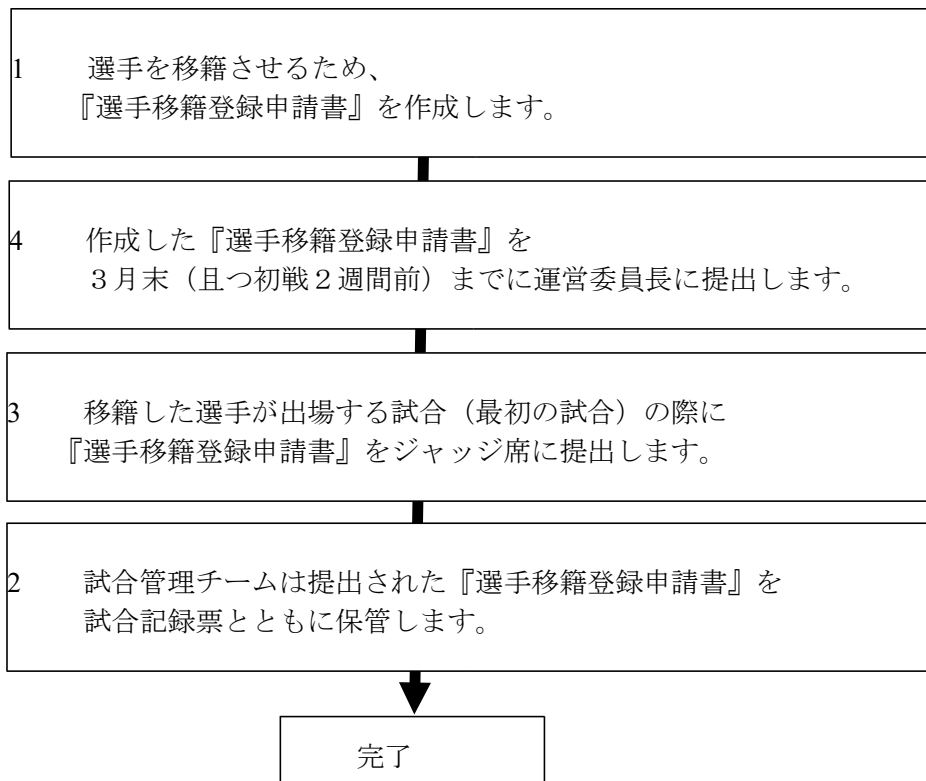 1 選手を移籍させるため、
『選手移籍登録申請書』を作成します。
4 作成した『選手移籍登録申請書』を
３月末（且つ初戦２週間前）までに運営委員長に提出します。
3 移籍した選手が出場する試合（最初の試合）の際に
『選手移籍登録申請書』をジャッジ席に提出します。
2 試合管理チームは提出された『選手移籍登録申請書』を
試合記録票とともに保管します。
完了